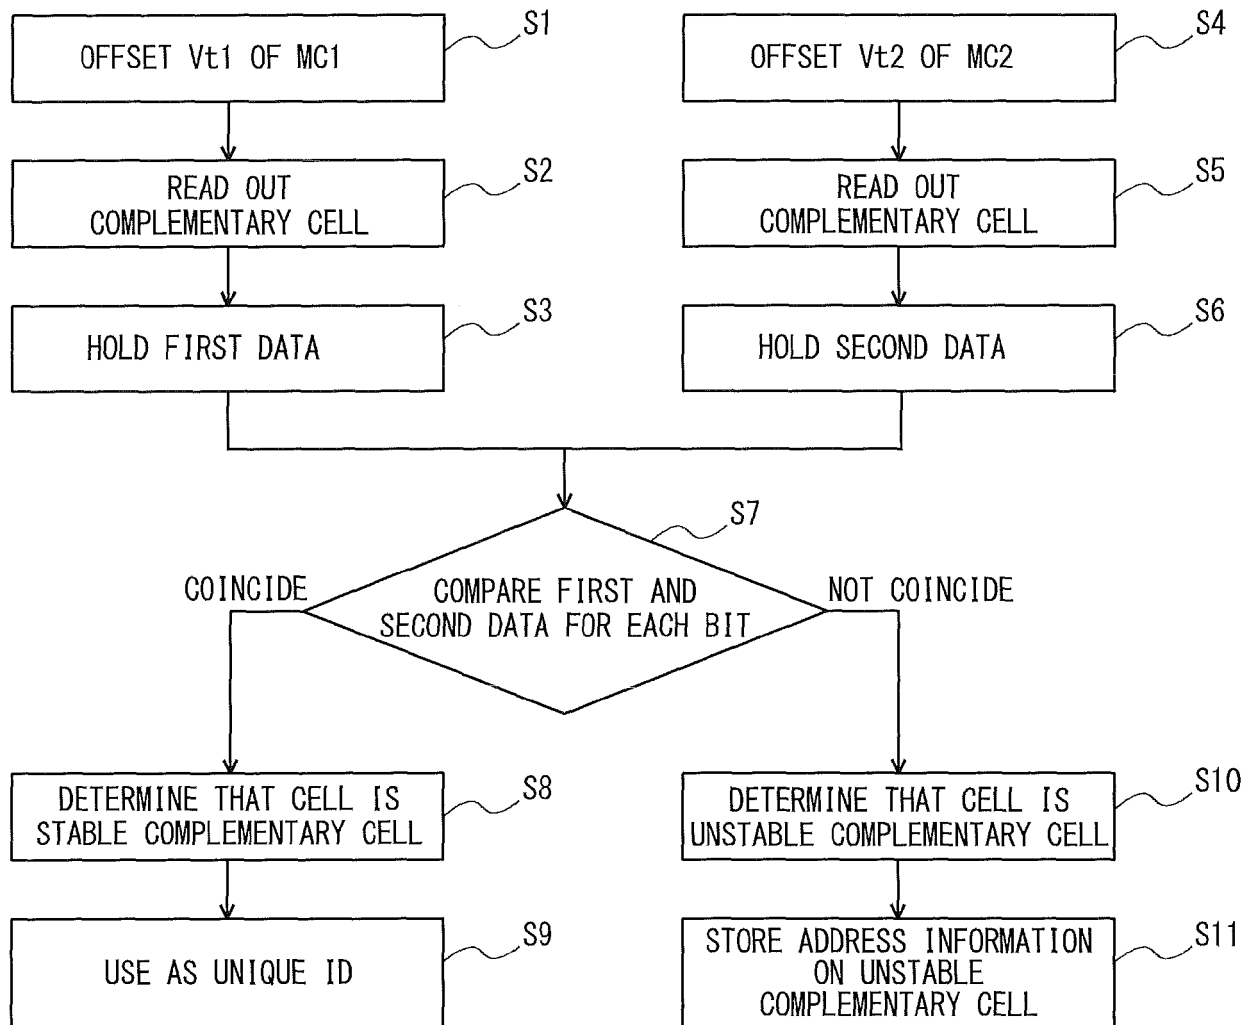 OFFSET Vt1 OF MC1
S1
OFFSET Vt2 OF MC2
S4
READ OUT
COMPLEMENTARY CELL
S2
READ OUT
COMPLEMENTARY CELL
S5
HOLD FIRST DATA
S3
HOLD SECOND DATA
S6
S7
COINCIDE
COMPARE FIRST AND
SECOND DATA FOR EACH BIT
NOT COINCIDE
DETERMINE THAT CELL IS
STABLE COMPLEMENTARY CELL
S8
DETERMINE THAT CELL IS
UNSTABLE COMPLEMENTARY CELL
S10
USE AS UNIQUE ID
S9
STORE ADDRESS INFORMATION
ON UNSTABLE
COMPLEMENTARY CELL
S11